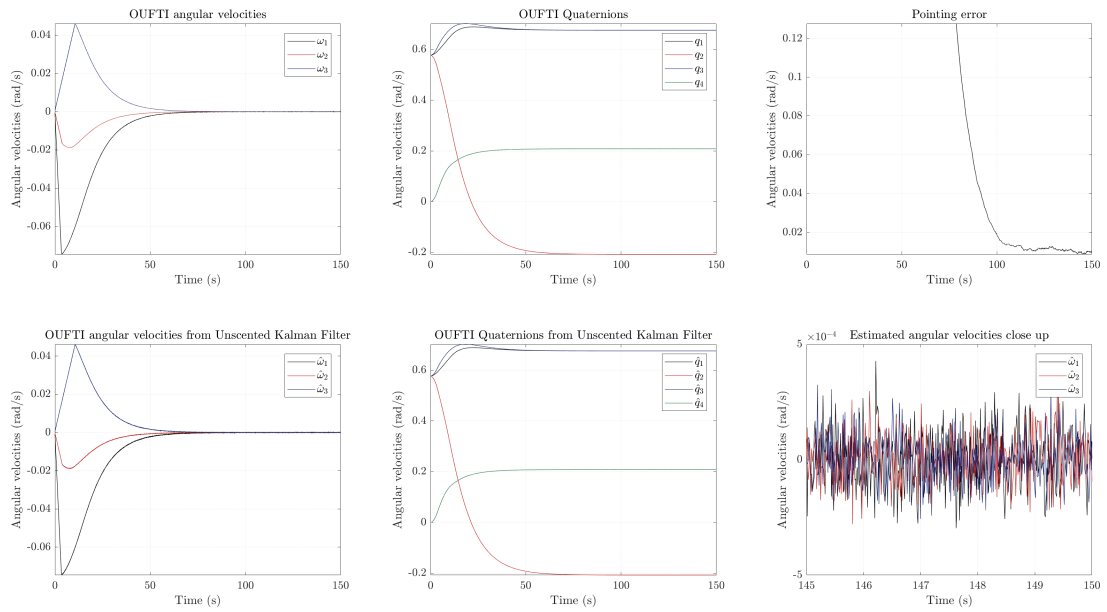 OUFTI angular velocities
Angular velocities (rad/s)
0.04
0.02
0
-0.02
-0.04
-0.06
0
50
100
150
Time (s)
ω₁
ω₂
ω₃
OUFTI Quaternions
Angular velocities (rad/s)
0.6
0.4
0.2
0
-0.2
0
50
100
150
Time (s)
q₁
q₂
q₃
q₄
Pointing error
Angular velocities (rad/s)
0.12
0.1
0.08
0.06
0.04
0.02
0
50
100
150
Time (s)
OUFTI angular velocities from Unscented Kalman Filter
Angular velocities (rad/s)
0.04
0.02
0
-0.02
-0.04
-0.06
0
50
100
150
Time (s)
ω̂₁
ω̂₂
ω̂₃
OUFTI Quaternions from Unscented Kalman Filter
Angular velocities (rad/s)
0.6
0.4
0.2
0
-0.2
0
50
100
150
Time (s)
q̂₁
q̂₂
q̂₃
q̂₄
Estimated angular velocities close up
×10⁻⁴
Angular velocities (rad/s)
5
0
-5
145
146
147
148
149
150
Time (s)
ω̂₁
ω̂₂
ω̂₃